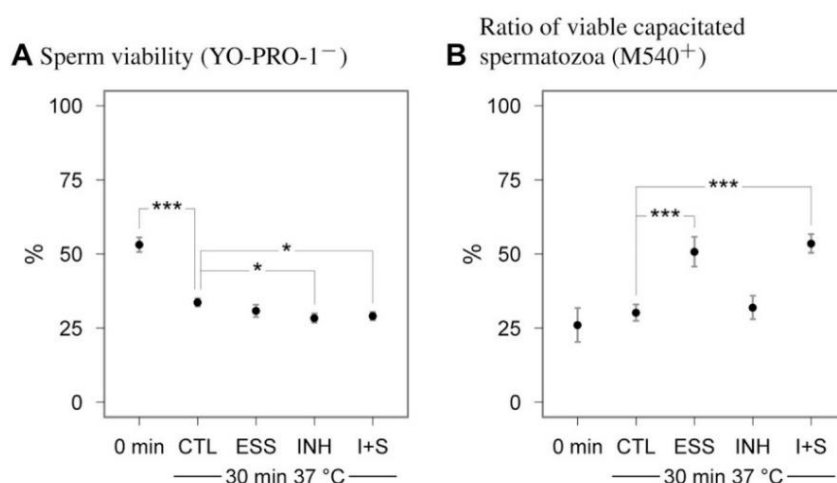 A Sperm viability (YO-PRO-1⁻)
100
75
50
25
0
%
***
*
*
0 min CTL ESS INH I+S
30 min 37 °C
B Ratio of viable capacitated
spermatozoa (M540⁺)
100
75
50
25
0
%
***
***
0 min CTL ESS INH I+S
30 min 37 °C